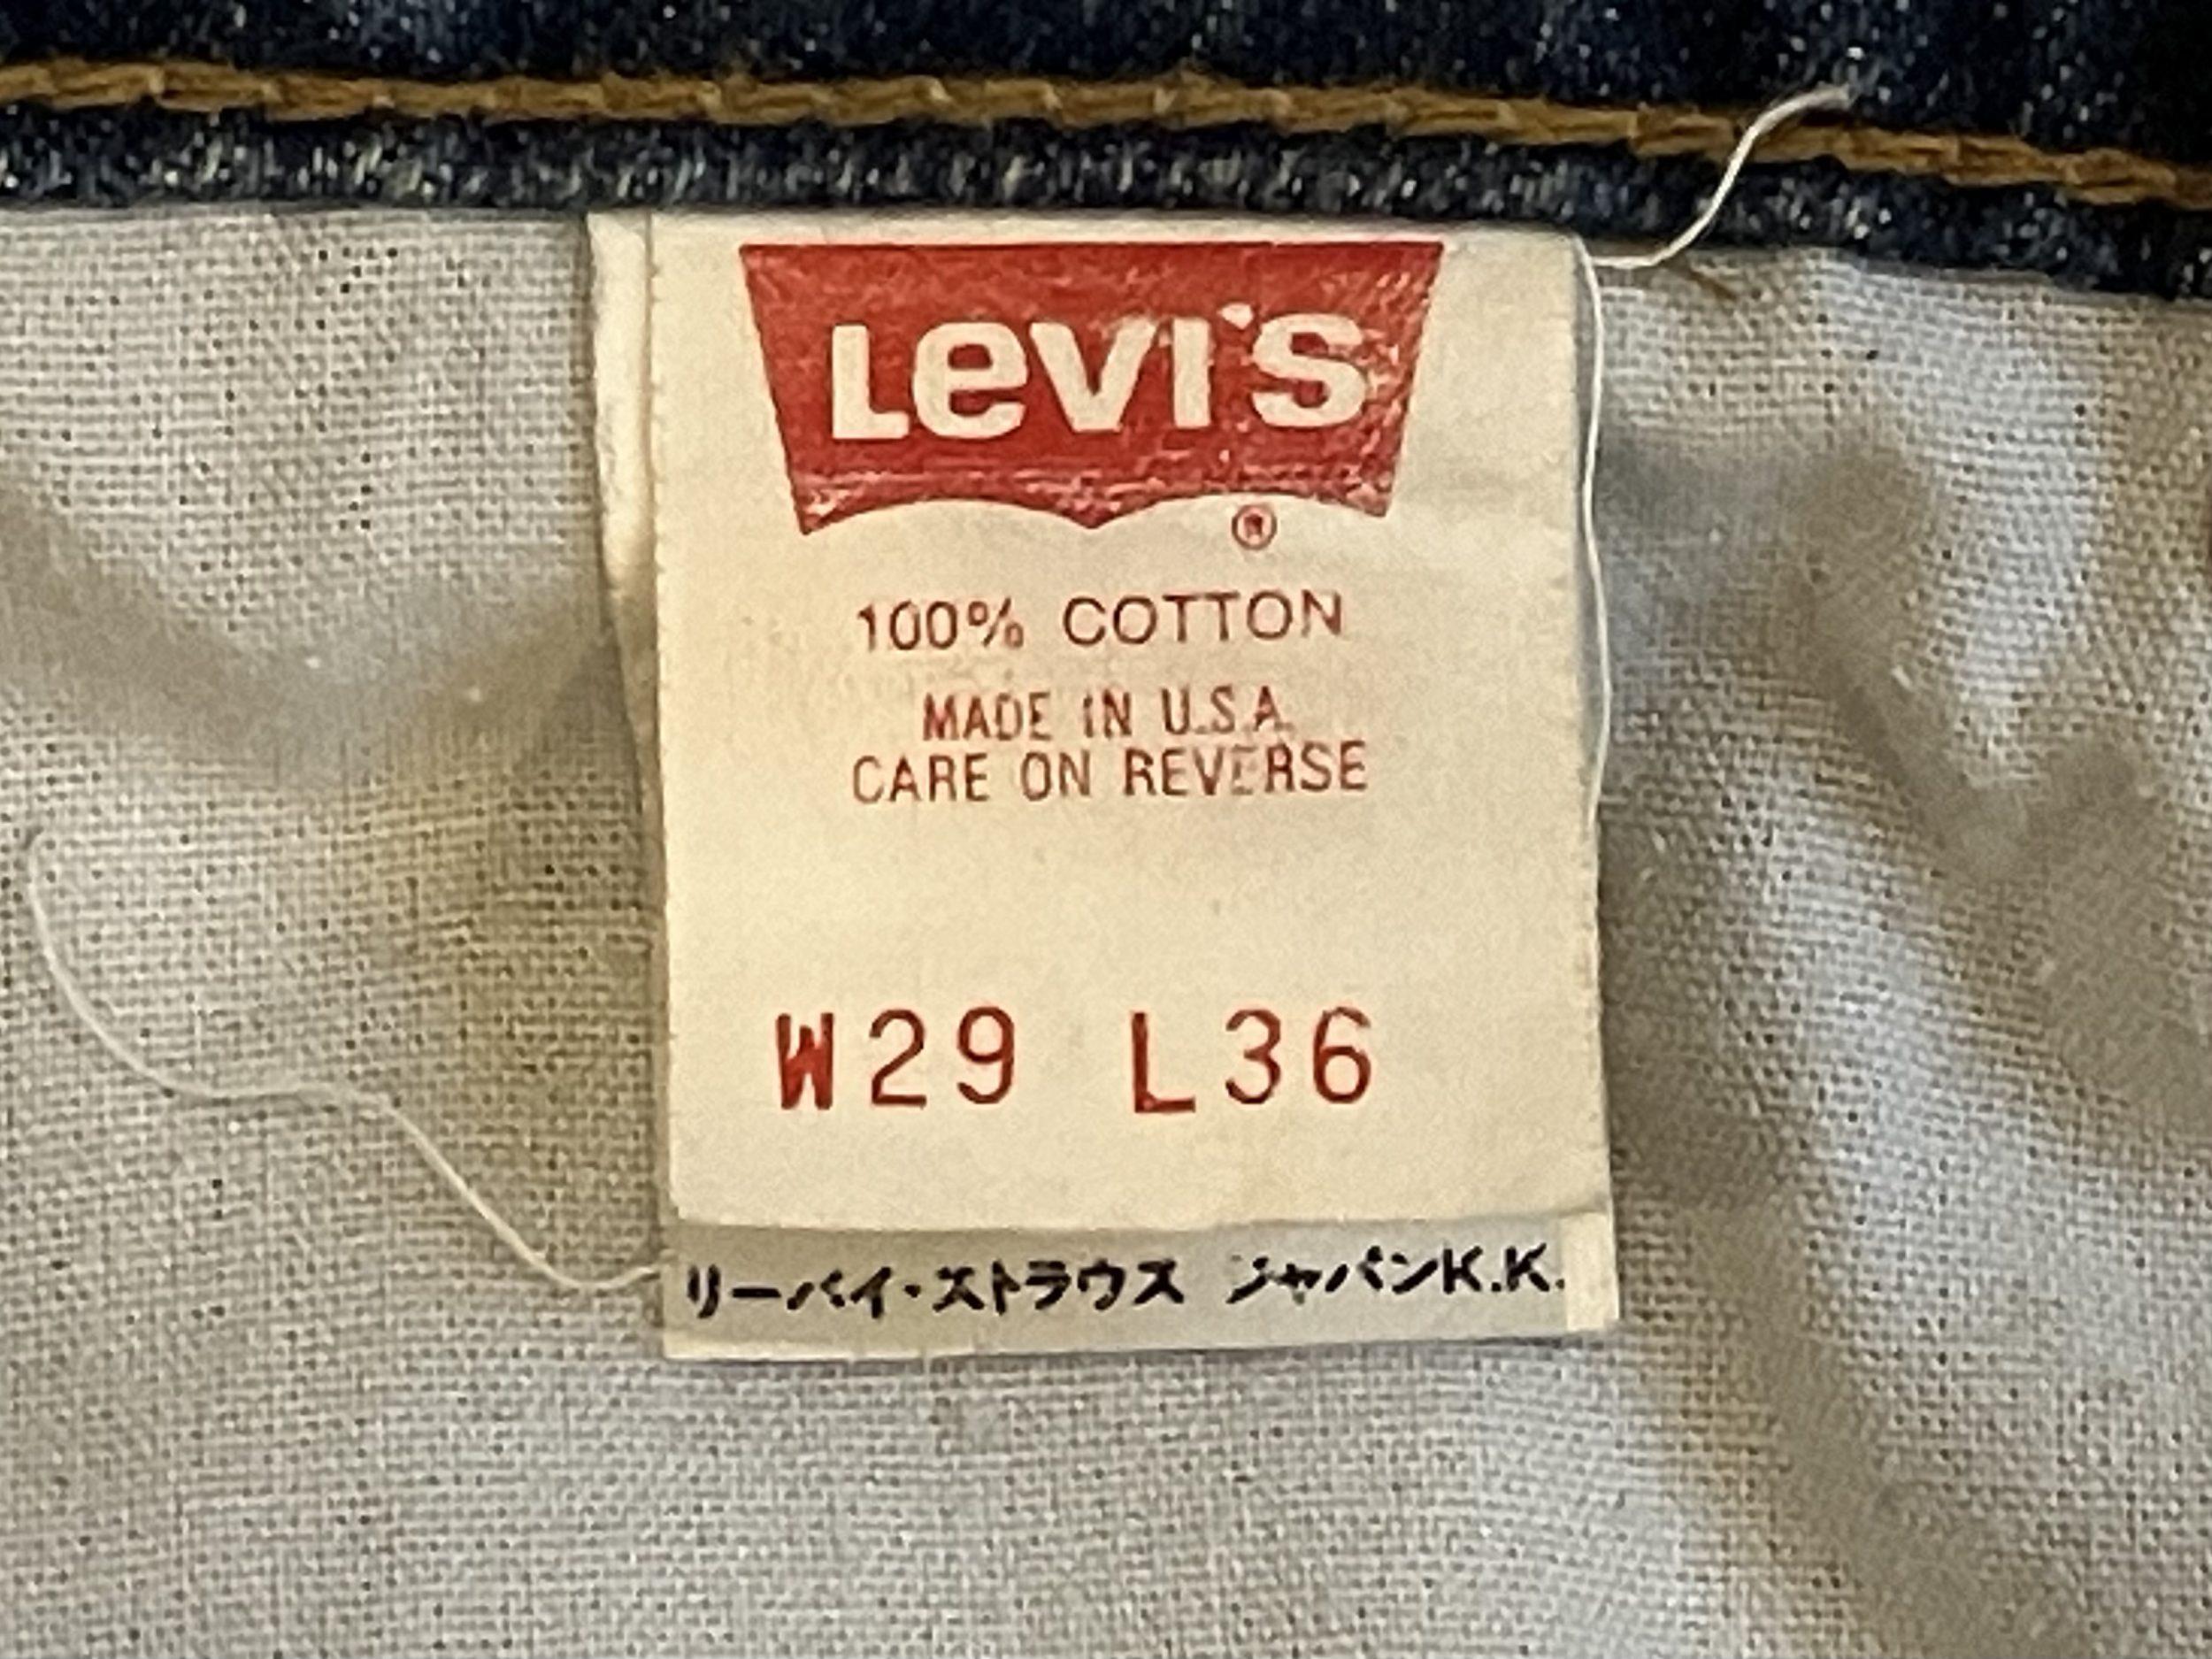 Levi's
®
100% COTTON
MADE IN U.S.A.
CARE ON REVERSE
W29 L36
リーバイ・ストラウス ジャパンK.K.